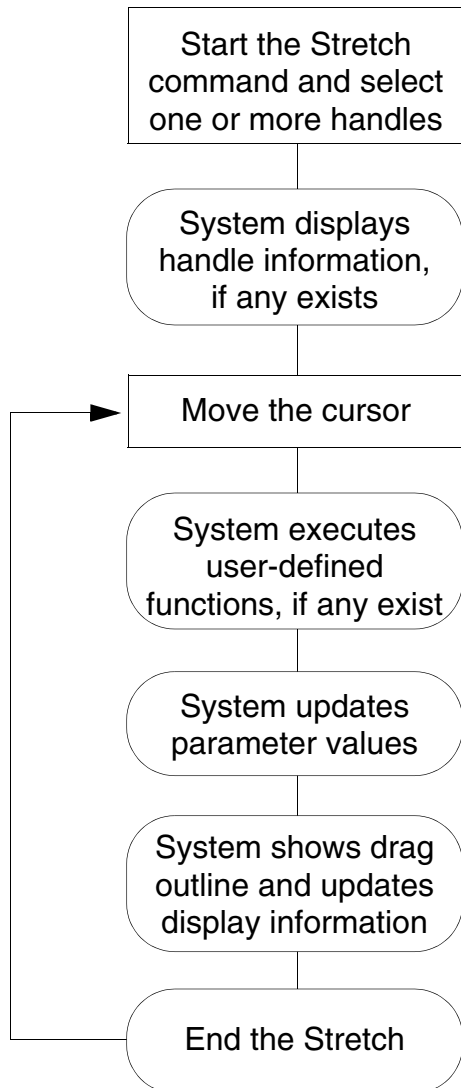 Start the Stretch
command and select
one or more handles
System displays
handle information,
if any exists
Move the cursor
System executes
user-defined
functions, if any exist
System updates
parameter values
System shows drag
outline and updates
display information
End the Stretch